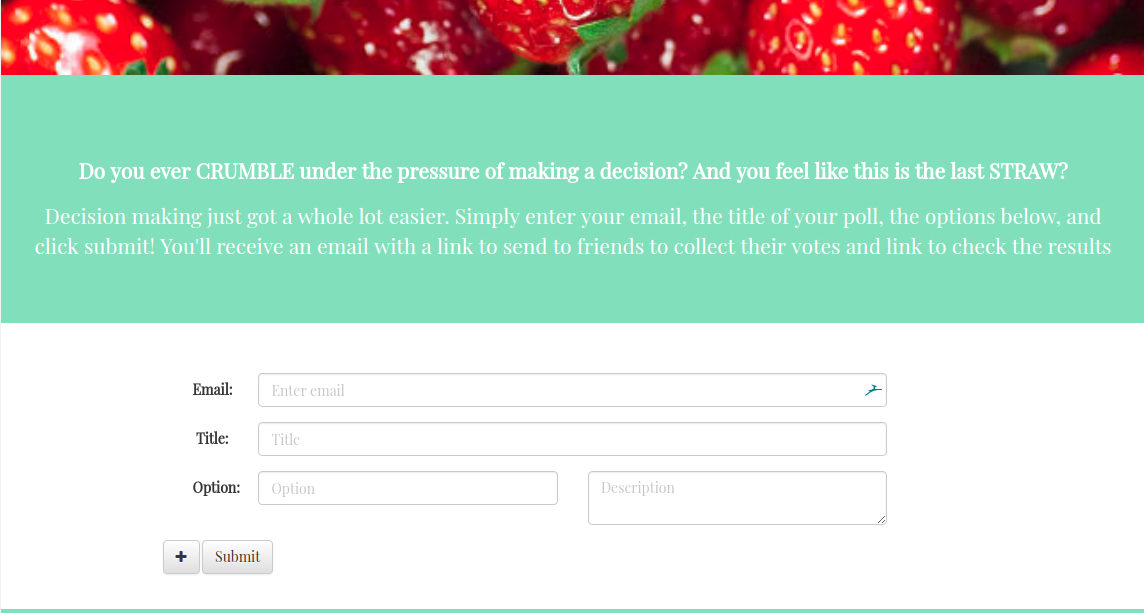 Do you ever CRUMBLE under the pressure of making a decision? And you feel like this is the last STRAW?
Decision making just got a whole lot easier. Simply enter your email, the title of your poll, the options below, and
click submit! You'll receive an email with a link to send to friends to collect their votes and link to check the results
Email: Enter email
Title: Title
Option: Option Description
+ Submit